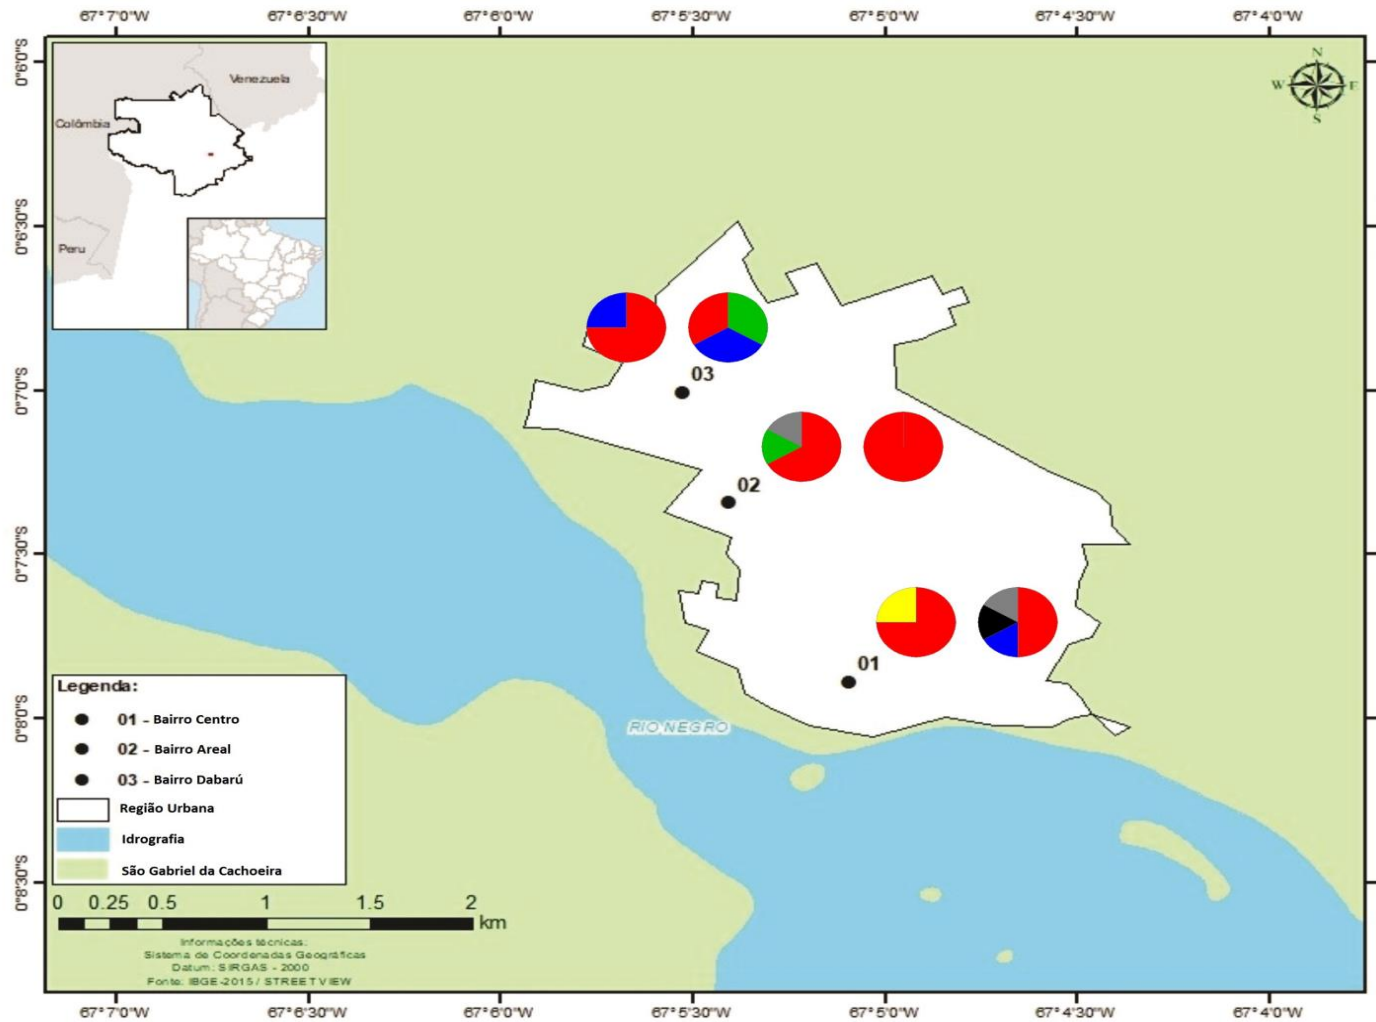 67°7'0"W 67°6'30"W 67°6'0"W 67°5'30"W 67°5'0"W 67°4'30"W 67°4'0"W
0°6'0"S
0°6'30"S
0°7'0"S
0°7'30"S
0°8'0"S
0°8'30"S
Venezuela
Colômbia
Peru
N
W E
S
03
02
01
RIO NEGRO
Legenda:
01 - Bairro Centro
02 - Bairro Areal
03 - Bairro Dabarú
Região Urbana
Idrografia
São Gabriel da Cachoeira
0 0.25 0.5 1 1.5 2
km
Informações técnicas:
Sistema de Coordenadas Geográficas
Datum: SIRGAS - 2000
Fonte: IBGE-2015 / STREET VIEW
67°7'0"W 67°6'30"W 67°6'0"W 67°5'30"W 67°5'0"W 67°4'30"W 67°4'0"W